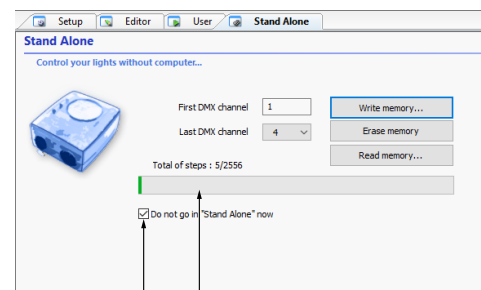 Setup Editor User Stand Alone
Stand Alone
Control your lights without computer...
First DMX channel 1 Write memory...
Last DMX channel 4 Erase memory
Read memory...
Total of steps : 5/2556
Do not go in "Stand Alone" now